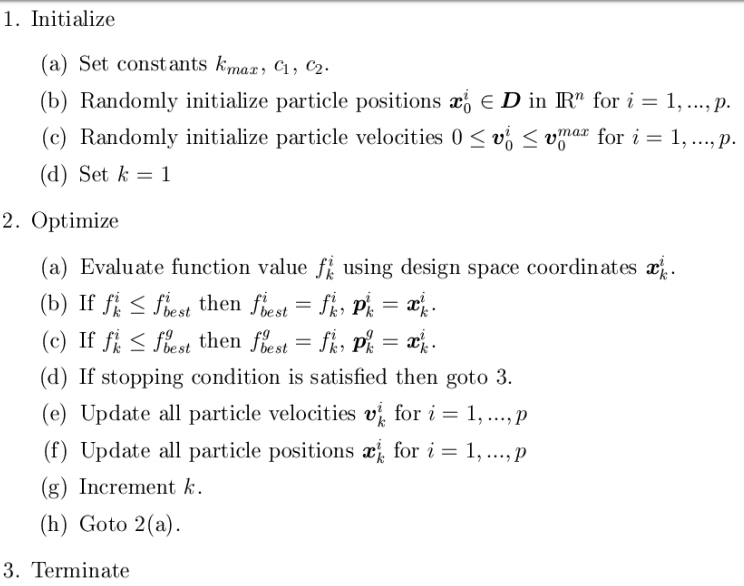 1. Initialize
(a) Set constants $k_{max}$, $c_1$, $c_2$.
(b) Randomly initialize particle positions $\boldsymbol{x}_0^i \in \boldsymbol{D}$ in $\mathbb{R}^n$ for $i = 1, ..., p$.
(c) Randomly initialize particle velocities $0 \leq \boldsymbol{v}_0^i \leq \boldsymbol{v}_0^{max}$ for $i = 1, ..., p$.
(d) Set $k = 1$
2. Optimize
(a) Evaluate function value $f_k^i$ using design space coordinates $\boldsymbol{x}_k^i$.
(b) If $f_k^i \leq f_{best}^i$ then $f_{best}^i = f_k^i$, $\boldsymbol{p}_k^i = \boldsymbol{x}_k^i$.
(c) If $f_k^i \leq f_{best}^g$ then $f_{best}^g = f_k^i$, $\boldsymbol{p}_k^g = \boldsymbol{x}_k^i$.
(d) If stopping condition is satisfied then goto 3.
(e) Update all particle velocities $\boldsymbol{v}_k^i$ for $i = 1, ..., p$
(f) Update all particle positions $\boldsymbol{x}_k^i$ for $i = 1, ..., p$
(g) Increment $k$.
(h) Goto 2(a).
3. Terminate